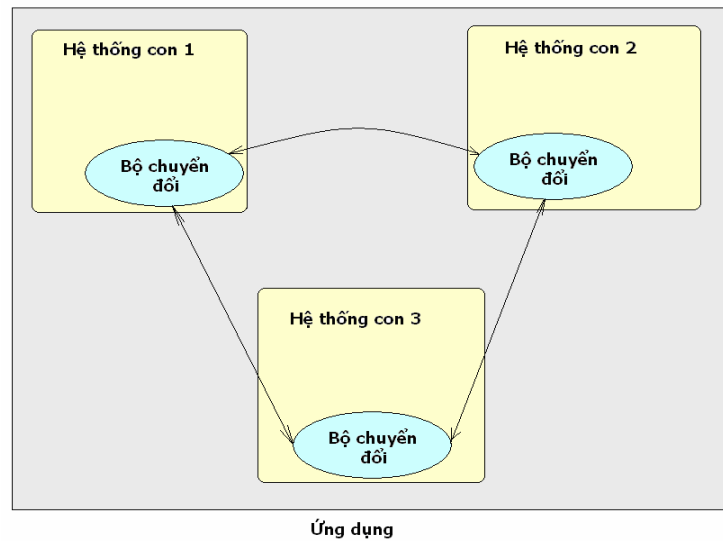 Hệ thống con 1
Hệ thống con 2
Bộ chuyển
đổi
Bộ chuyển
đổi
Hệ thống con 3
Bộ chuyển
đổi
Ứng dụng